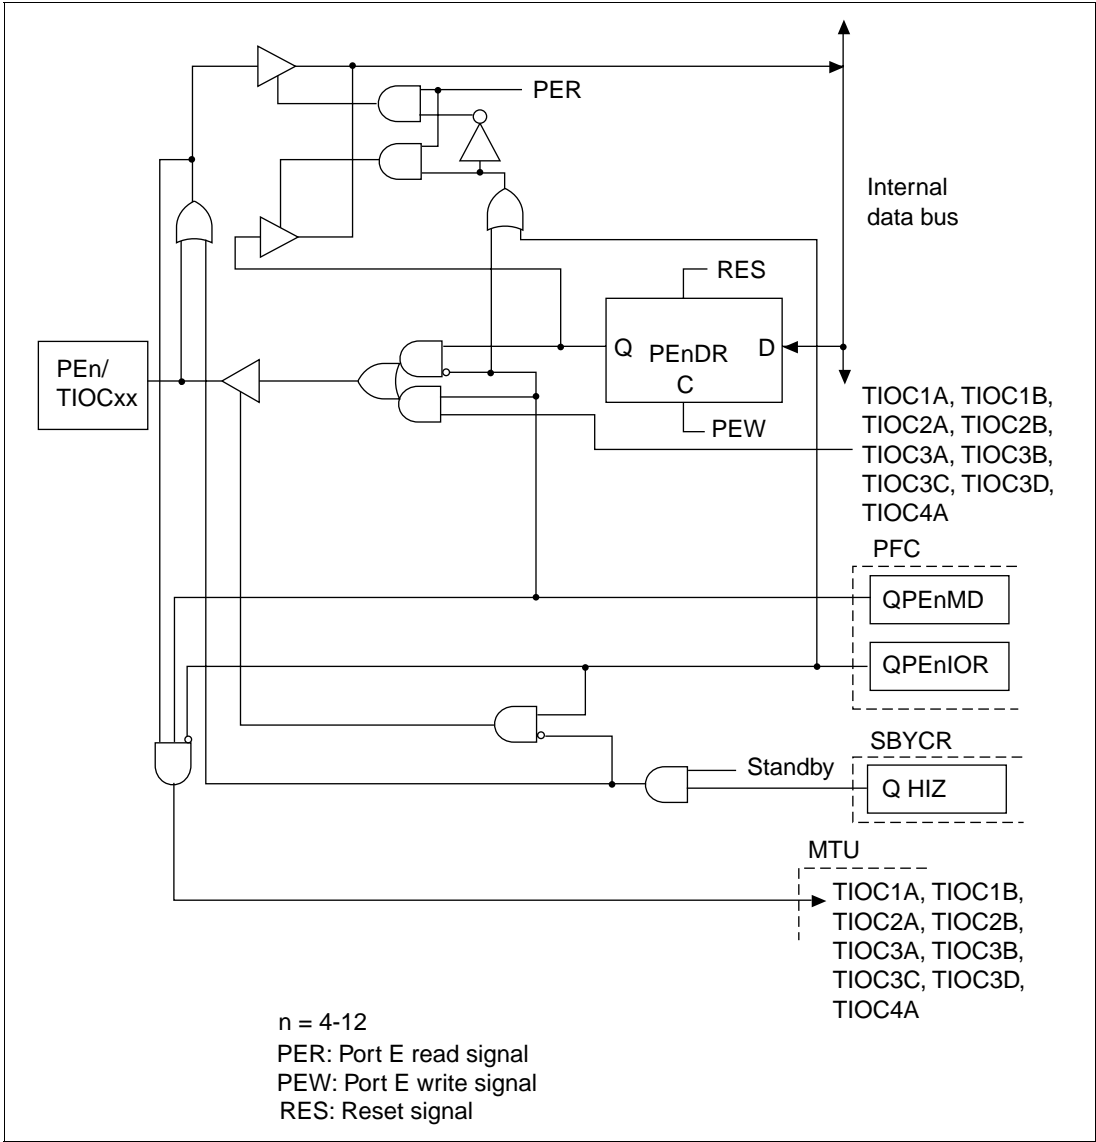 PER
Internal
data bus
RES
Q PEnDR D
C
PEW
PEn/
TIOCxx
TIOC1A, TIOC1B,
TIOC2A, TIOC2B,
TIOC3A, TIOC3B,
TIOC3C, TIOC3D,
TIOC4A
PFC
QPEnMD
QPEnIOR
SBYCR
Standby
Q HIZ
MTU
TIOC1A, TIOC1B,
TIOC2A, TIOC2B,
TIOC3A, TIOC3B,
TIOC3C, TIOC3D,
TIOC4A
n = 4-12
PER: Port E read signal
PEW: Port E write signal
RES: Reset signal